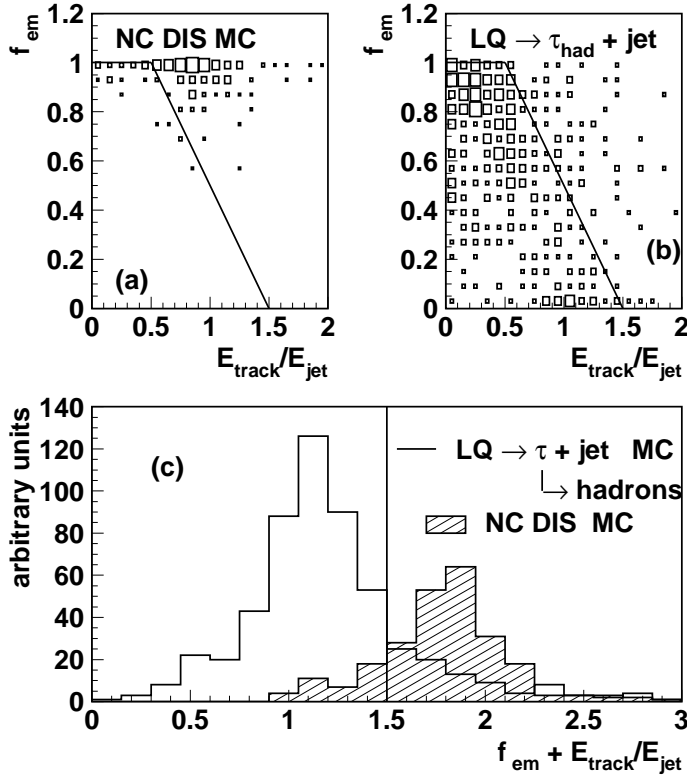 f_em
NC DIS MC
1
0.8
0.6
0.4
0.2
0
(a)
0 0.5 1 1.5 2
E_track/E_jet
f_em
LQ → τ_had + jet
1
0.8
0.6
0.4
0.2
0
(b)
0 0.5 1 1.5 2
E_track/E_jet
arbitrary units
140
120
100
80
60
40
20
0
(c)
LQ → τ + jet MC
→ hadrons
NC DIS MC
0 0.5 1 1.5 2 2.5 3
f_em + E_track/E_jet